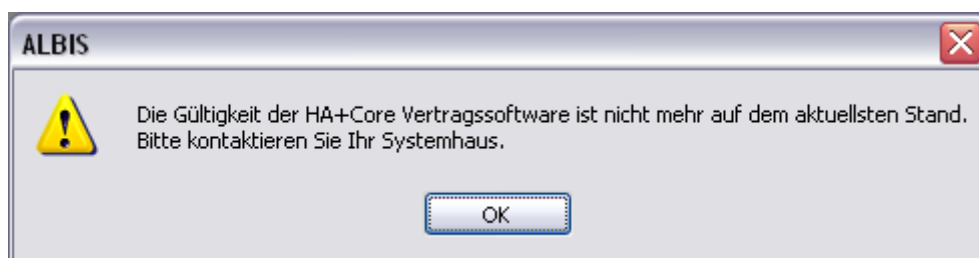 ALBIS
Die Gültigkeit der HA+Core Vertragssoftware ist nicht mehr auf dem aktuellsten Stand.
Bitte kontaktieren Sie Ihr Systemhaus.
OK